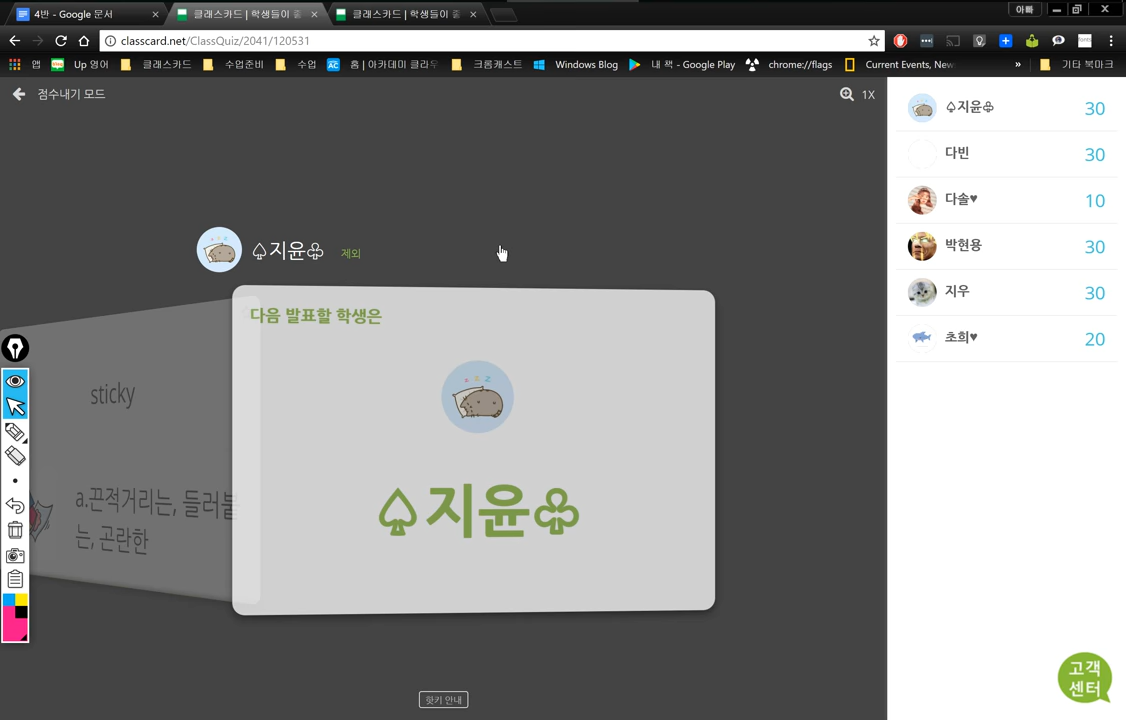 4반 - Google 문서
클래스카드 | 학생들이 좋
클래스카드 | 학생들이 좋
아빠
classcard.net/ClassQuiz/2041/120531
앱
Up 영어
클래스카드
수업준비
수업
홈 | 아카데미 클라우
크롬캐스트
Windows Blog
내 책 - Google Play
chrome://flags
Current Events, New
»
기타 북마크
점수내기 모드
1X
♤지윤♧ 제외
다음 발표할 학생은
♤지윤♧
sticky
a.끈적거리는, 들러붙
는, 곤란한
핫키 안내
♤지윤♧ 30
다빈 30
다솔♥ 10
박현용 30
지우 30
초희♥ 20
고객
센터